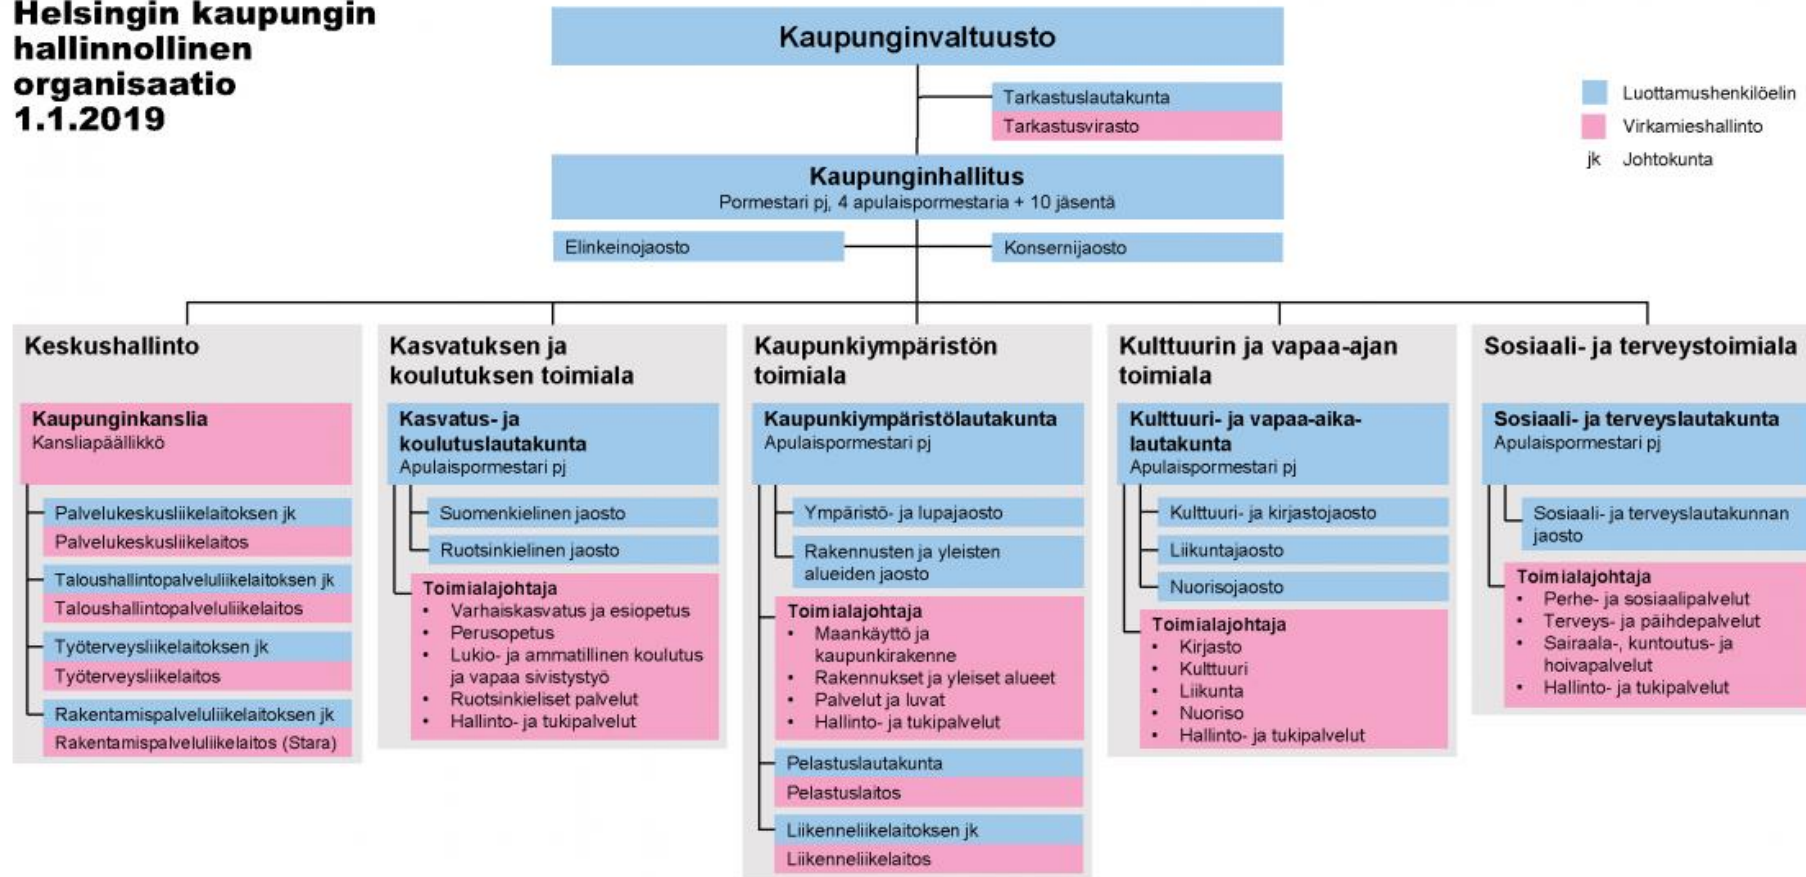 Helsingin kaupungin
hallinnollinen
organisaatio
1.1.2019
Kaupunginvaltuusto
Tarkastuslautakunta
Tarkastusvirasto
Luottamushenkilöelin
Virkamieshallinto
jk Johtokunta
Kaupunginhallitus
Pormestari pj, 4 apulaispormestaria + 10 jäsentä
Elinkeinojaosto
Konsernijaosto
Keskushallinto
Kaupunginkanslia
Kansliapäällikkö
Palvelukeskusliikelaitoksen jk
Palvelukeskusliikelaitos
Taloushallintopalveluliikelaitoksen jk
Taloushallintopalveluliikelaitos
Työterveysliikelaitoksen jk
Työterveysliikelaitos
Rakentamispalveluliikelaitoksen jk
Rakentamispalveluliikelaitos (Stara)
Kasvatuksen ja
koulutuksen toimiala
Kasvatus- ja
koulutuslautakunta
Apulaispormestari pj
Suomenkielinen jaosto
Ruotsinkielinen jaosto
Toimialajohtaja
• Varhaiskasvatus ja esiopetus
• Perusopetus
• Lukio- ja ammatillinen koulutus
ja vapaa sivistystyö
• Ruotsinkieliset palvelut
• Hallinto- ja tukipalvelut
Kaupunkiympäristön
toimiala
Kaupunkiympäristölautakunta
Apulaispormestari pj
Ympäristö- ja lupajaosto
Rakennusten ja yleisten
alueiden jaosto
Toimialajohtaja
• Maankäyttö ja
kaupunkirakenne
• Rakennukset ja yleiset alueet
• Palvelut ja luvat
• Hallinto- ja tukipalvelut
Pelastuslautakunta
Pelastuslaitos
Liikenneliikelaitoksen jk
Liikenneliikelaitos
Kulttuurin ja vapaa-ajan
toimiala
Kulttuuri- ja vapaa-aika-
lautakunta
Apulaispormestari pj
Kulttuuri- ja kirjastojaosto
Liikuntajaosto
Nuorisojaosto
Toimialajohtaja
• Kirjasto
• Kulttuuri
• Liikunta
• Nuoriso
• Hallinto- ja tukipalvelut
Sosiaali- ja terveystoimiala
Sosiaali- ja terveyslautakunta
Apulaispormestari pj
Sosiaali- ja terveyslautakunnan
jaosto
Toimialajohtaja
• Perhe- ja sosiaalipalvelut
• Terveys- ja päihdepalvelut
• Sairaala-, kuntoutus- ja
hoivapalvelut
• Hallinto- ja tukipalvelut